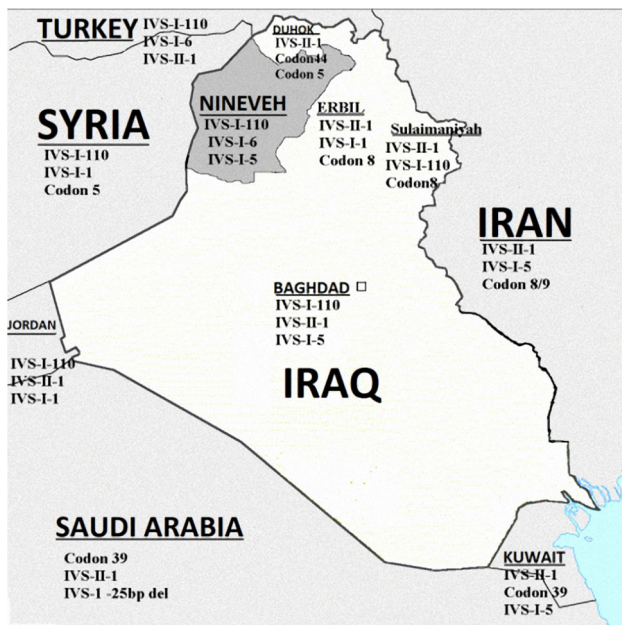 TURKEY
IVS-I-110
IVS-I-6
IVS-II-1
DUHOK
IVS-II-1
Codon44
Codon 5
NINEVEH
IVS-I-110
IVS-I-6
IVS-I-5
ERBIL
IVS-II-1
IVS-I-1
Codon 8
Sulaimaniyah
IVS-II-1
IVS-I-110
Codon8
SYRIA
IVS-I-110
IVS-I-1
Codon 5
IRAN
IVS-II-1
IVS-I-5
Codon 8/9
BAGHDAD
IVS-I-110
IVS-II-1
IVS-I-5
JORDAN
IVS-I-110
IVS-II-1
IVS-I-1
IRAQ
SAUDI ARABIA
Codon 39
IVS-II-1
IVS-1 -25bp del
KUWAIT
IVS-II-1
Codon 39
IVS-I-5